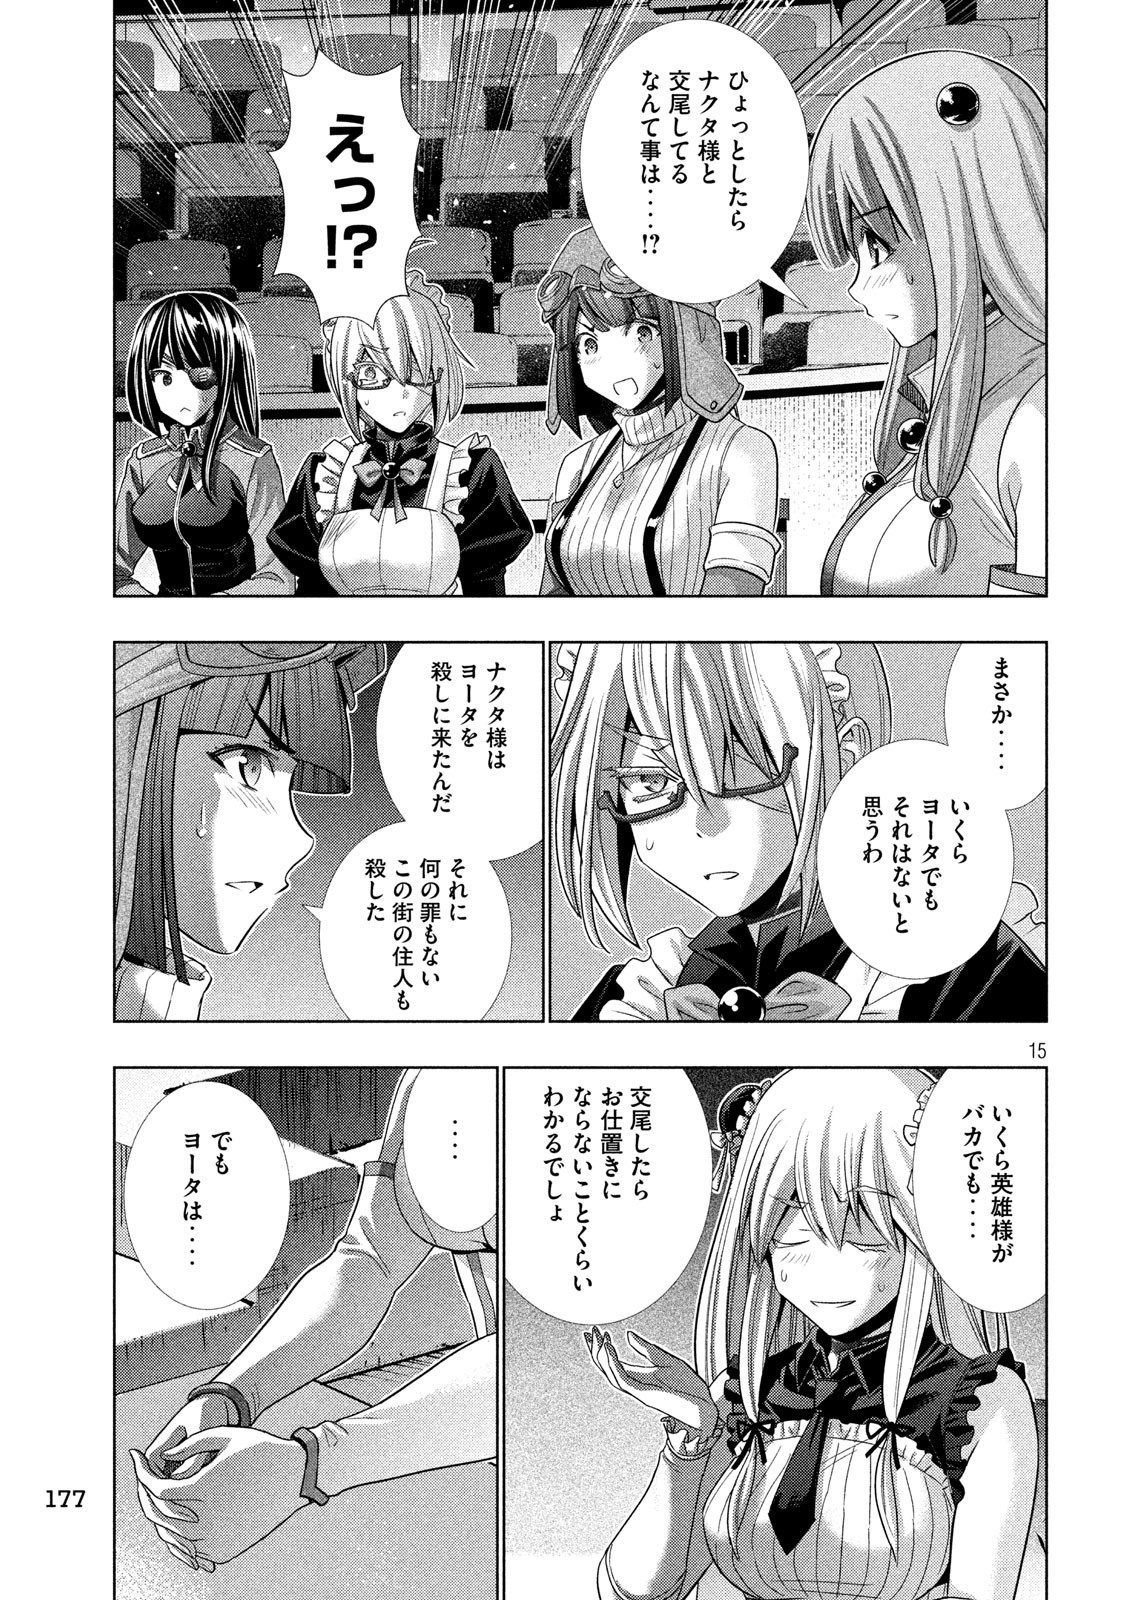 ひょっとしたら
ナクタ様と
交尾してる
なんて事は‥‥!?
えっ!?
まさか‥‥
いくら
ヨータでも
それはないと
思うわ
ナクタ様は
ヨータを
殺しに来たんだ
それに
何の罪もない
この街の住人も
殺した
15
いくら英雄様が
バカでも‥‥
交尾したら
お仕置きに
ならないことくらい
わかるでしょ
‥‥
でも
ヨータは‥‥
177